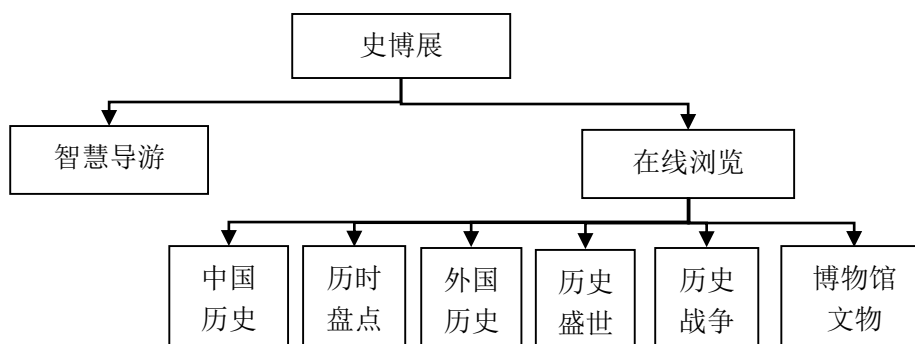 史博展
智慧导游
在线浏览
中国
历史
历时
盘点
外国
历史
历史
盛世
历史
战争
博物馆
文物